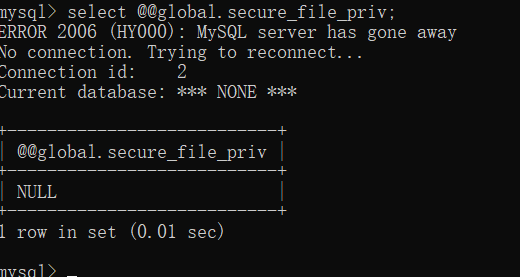 mysql> select @@global.secure_file_priv;
ERROR 2006 (HY000): MySQL server has gone away
No connection. Trying to reconnect...
Connection id:    2
Current database: *** NONE ***
+---------------------------+
| @@global.secure_file_priv |
+---------------------------+
| NULL                      |
+---------------------------+
1 row in set (0.01 sec)
mysql> _